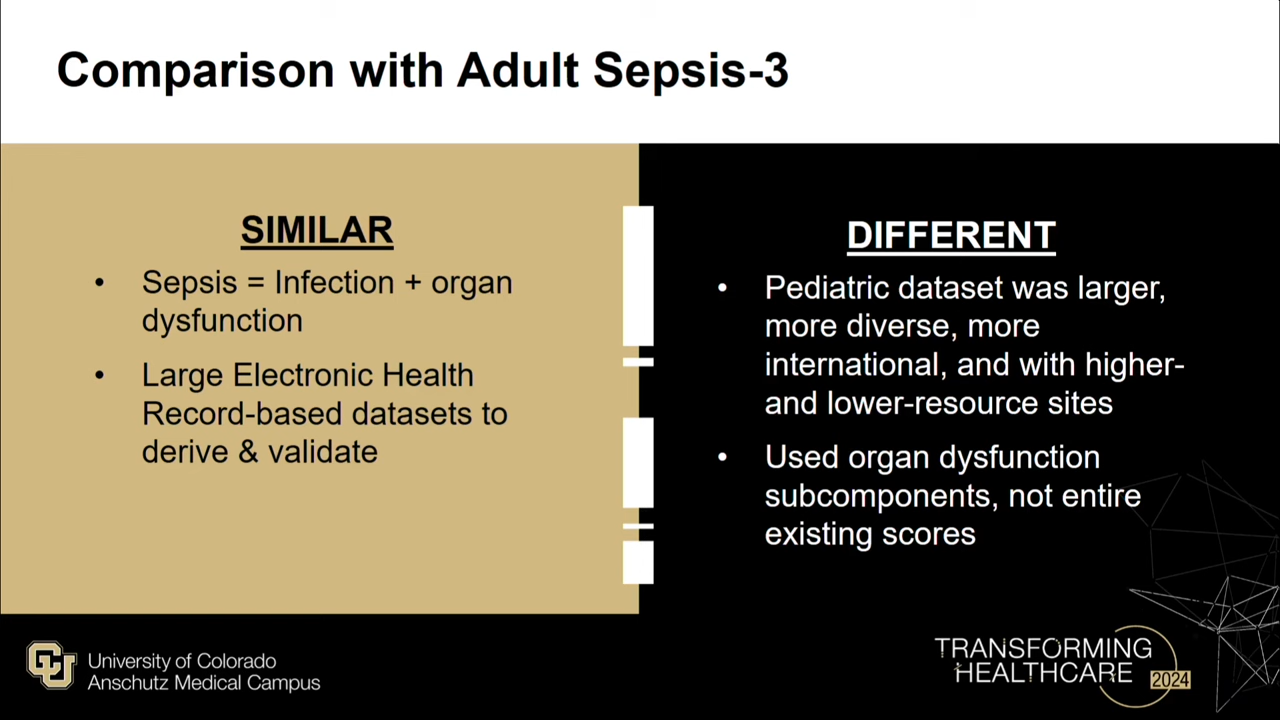 Comparison with Adult Sepsis-3
SIMILAR
• Sepsis = Infection + organ
dysfunction
• Large Electronic Health
Record-based datasets to
derive & validate
DIFFERENT
• Pediatric dataset was larger,
more diverse, more
international, and with higher-
and lower-resource sites
• Used organ dysfunction
subcomponents, not entire
existing scores
CU
University of Colorado
Anschutz Medical Campus
TRANSFORMING
HEALTHCARE
2024